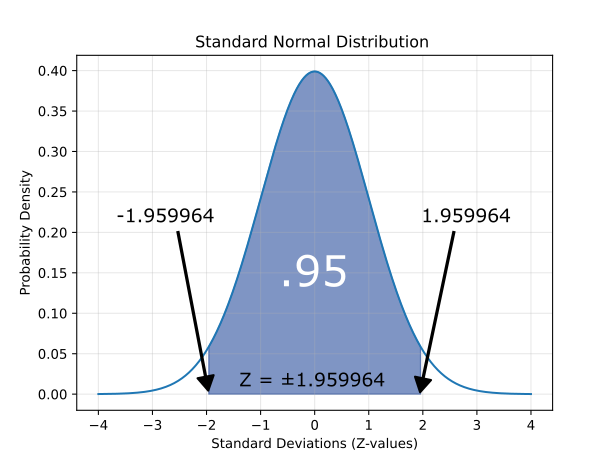 Standard Normal Distribution
Probability Density
0.40
0.35
0.30
0.25
0.20
0.15
0.10
0.05
0.00
-1.959964
1.959964
.95
Z = ±1.959964
−4 −3 −2 −1 0 1 2 3 4
Standard Deviations (Z-values)